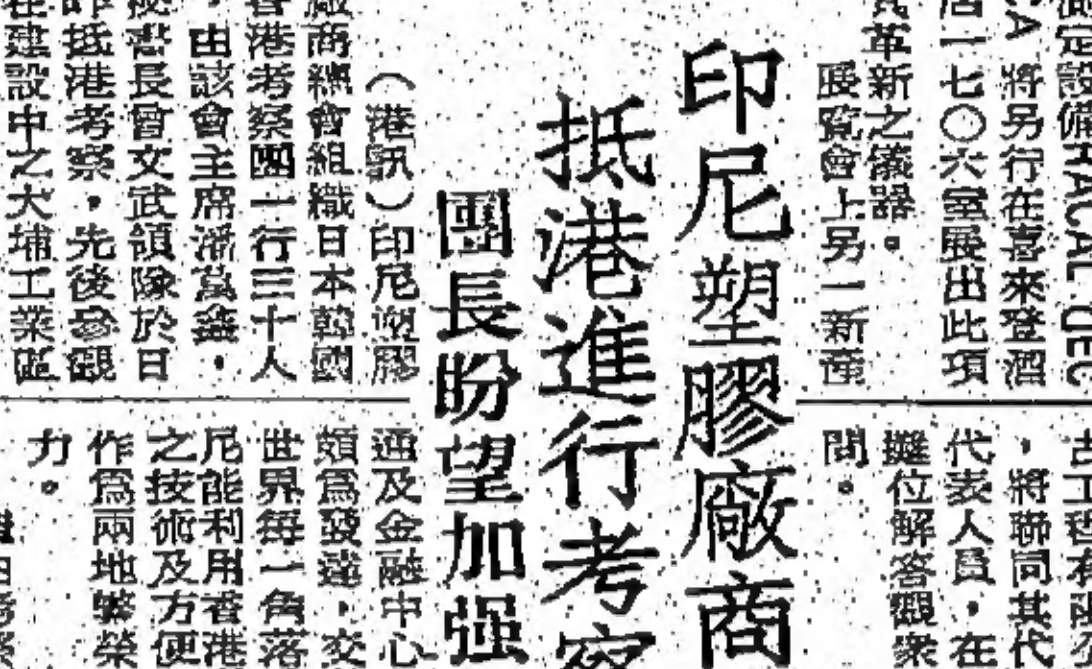 CA 將另行在喜來登酒
店一七〇六室展出此項
革新之儀器。
展覽會上另一新產
，將聯同其代
代表人員，在
攤位解答觀衆
問。
印尼塑膠廠商
抵港進行考察
團長盼望加强
（港訊）印尼塑膠
廠商總會組織日本韓國
香港考察團一行三十人
，由該會主席潘萬鑫，
秘書長曾文武領隊於日
昨抵港考察，先後參觀
在建設中之大埔工業區
通及金融中心
頗爲發達，交
世界每一角落
尼能利用香港
之技術及方便
作爲兩地繁榮
力。